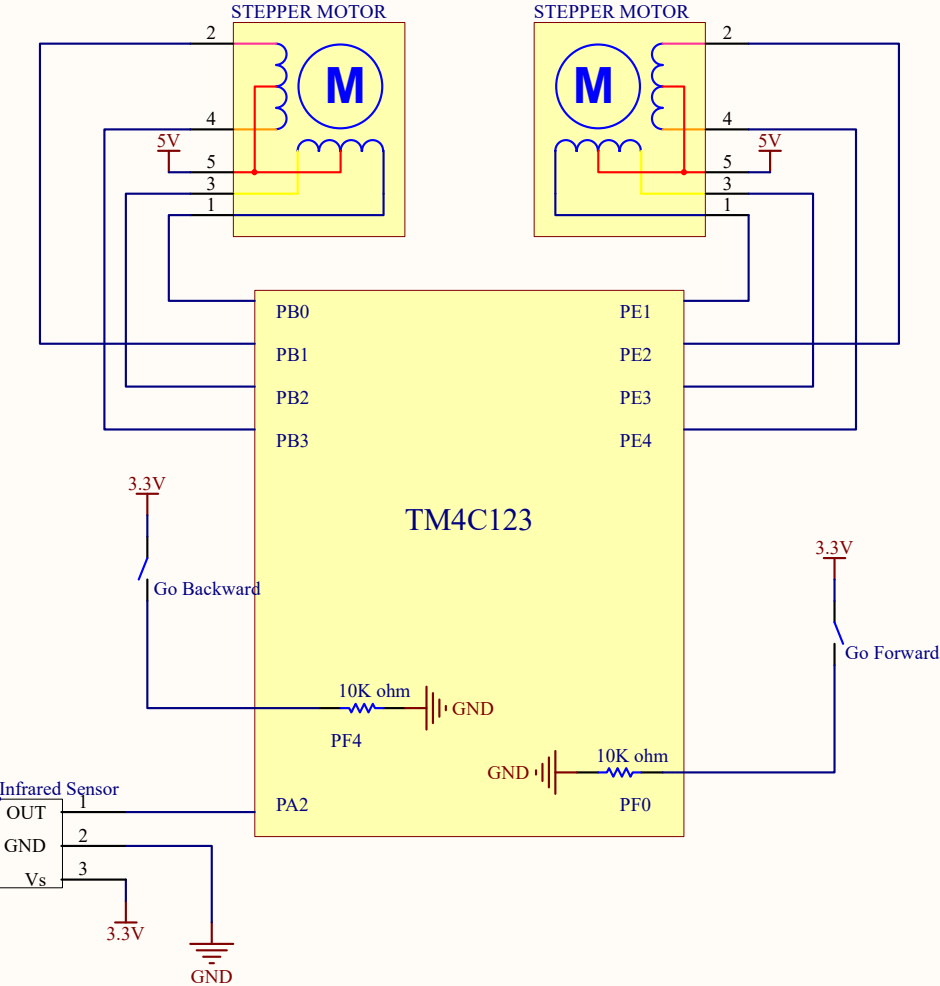 STEPPER MOTOR STEPPER MOTOR
2 2
M M
4 4
5V 5V
5 5
3 3
1 1
PB0 PE1
PB1 PE2
PB2 PE3
PB3 PE4
3.3V
TM4C123
3.3V
Go Backward
Go Forward
10K ohm
GND
PF4
10K ohm
GND
Infrared Sensor
1
OUT PA2 PF0
2
GND
3
Vs
3.3V
GND